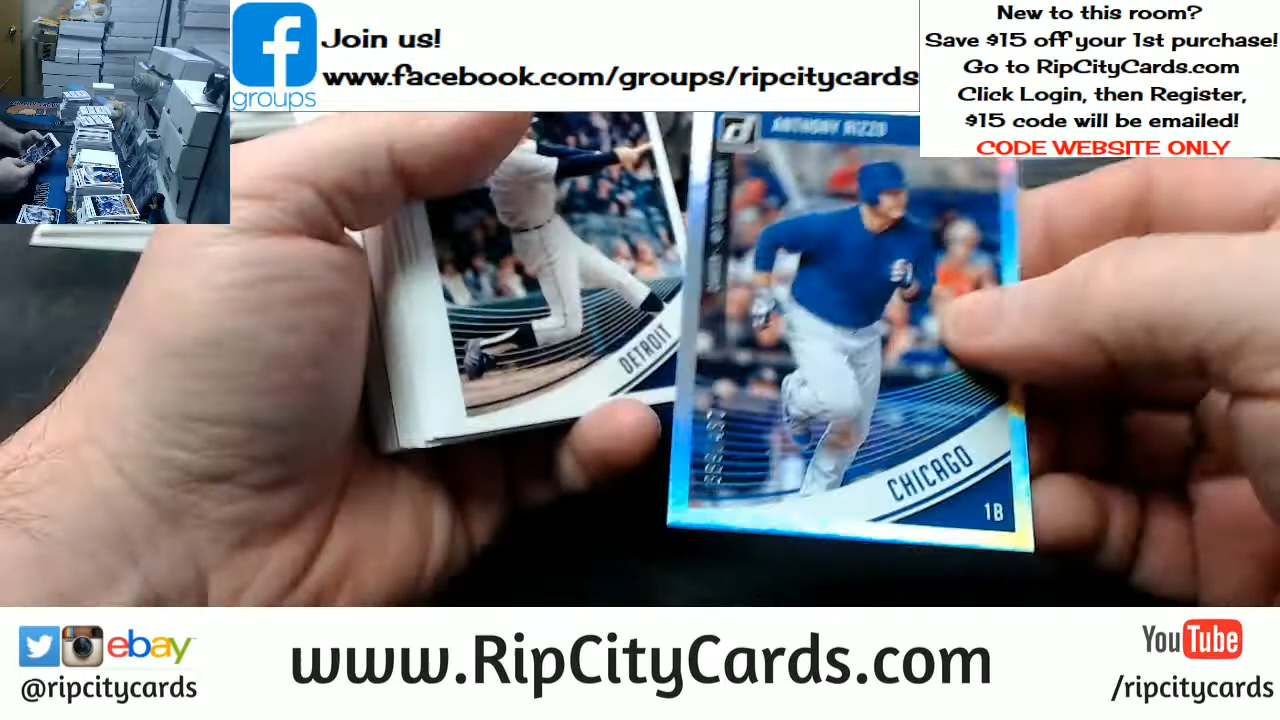 Join us!
www.facebook.com/groups/ripcitycards
groups
New to this room?
Save $15 off your 1st purchase!
Go to RipCityCards.com
Click Login, then Register,
$15 code will be emailed!
CODE WEBSITE ONLY
ANTHONY RIZZO
DETROIT
CHICAGO
1B
ebay
@ripcitycards
www.RipCityCards.com
YouTube
/ripcitycards